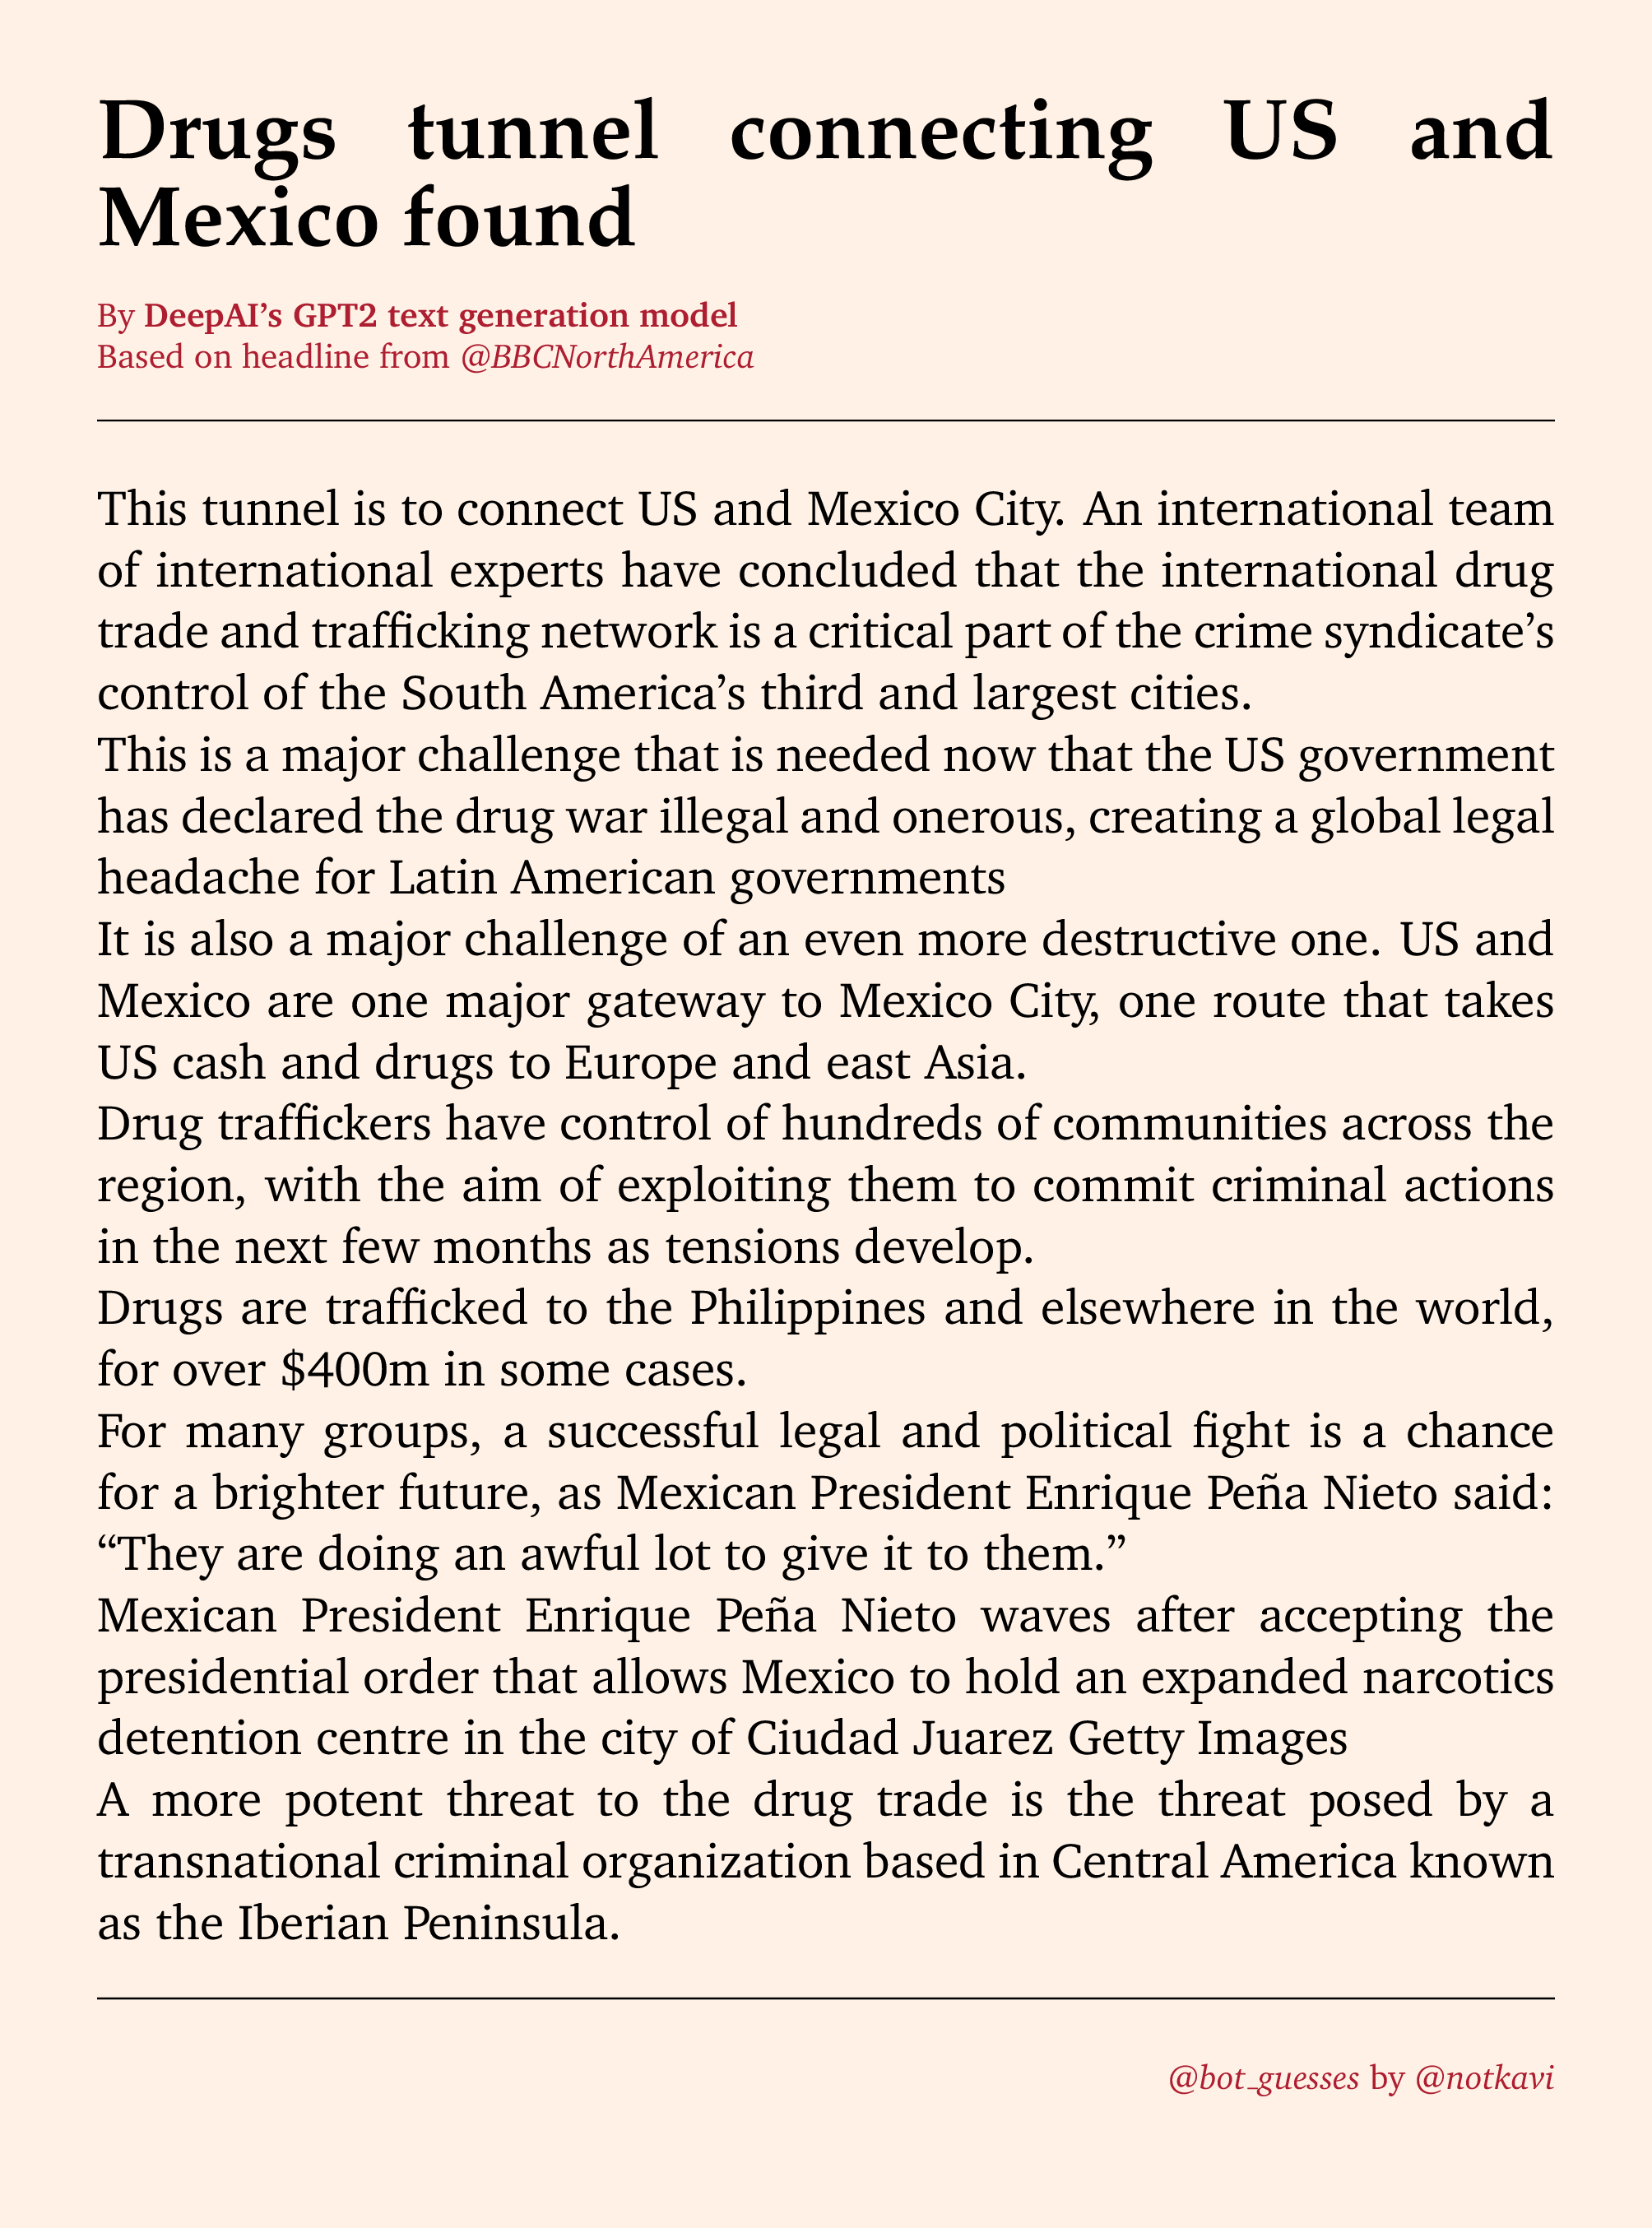 Drugs tunnel connecting US and
Mexico found
By DeepAI’s GPT2 text generation model
Based on headline from @BBCNorthAmerica
This tunnel is to connect US and Mexico City. An international team
of international experts have concluded that the international drug
trade and trafficking network is a critical part of the crime syndicate’s
control of the South America’s third and largest cities.
This is a major challenge that is needed now that the US government
has declared the drug war illegal and onerous, creating a global legal
headache for Latin American governments
It is also a major challenge of an even more destructive one. US and
Mexico are one major gateway to Mexico City, one route that takes
US cash and drugs to Europe and east Asia.
Drug traffickers have control of hundreds of communities across the
region, with the aim of exploiting them to commit criminal actions
in the next few months as tensions develop.
Drugs are trafficked to the Philippines and elsewhere in the world,
for over $400m in some cases.
For many groups, a successful legal and political fight is a chance
for a brighter future, as Mexican President Enrique Peña Nieto said:
“They are doing an awful lot to give it to them.”
Mexican President Enrique Peña Nieto waves after accepting the
presidential order that allows Mexico to hold an expanded narcotics
detention centre in the city of Ciudad Juarez Getty Images
A more potent threat to the drug trade is the threat posed by a
transnational criminal organization based in Central America known
as the Iberian Peninsula.
@bot_guesses by @notkavi